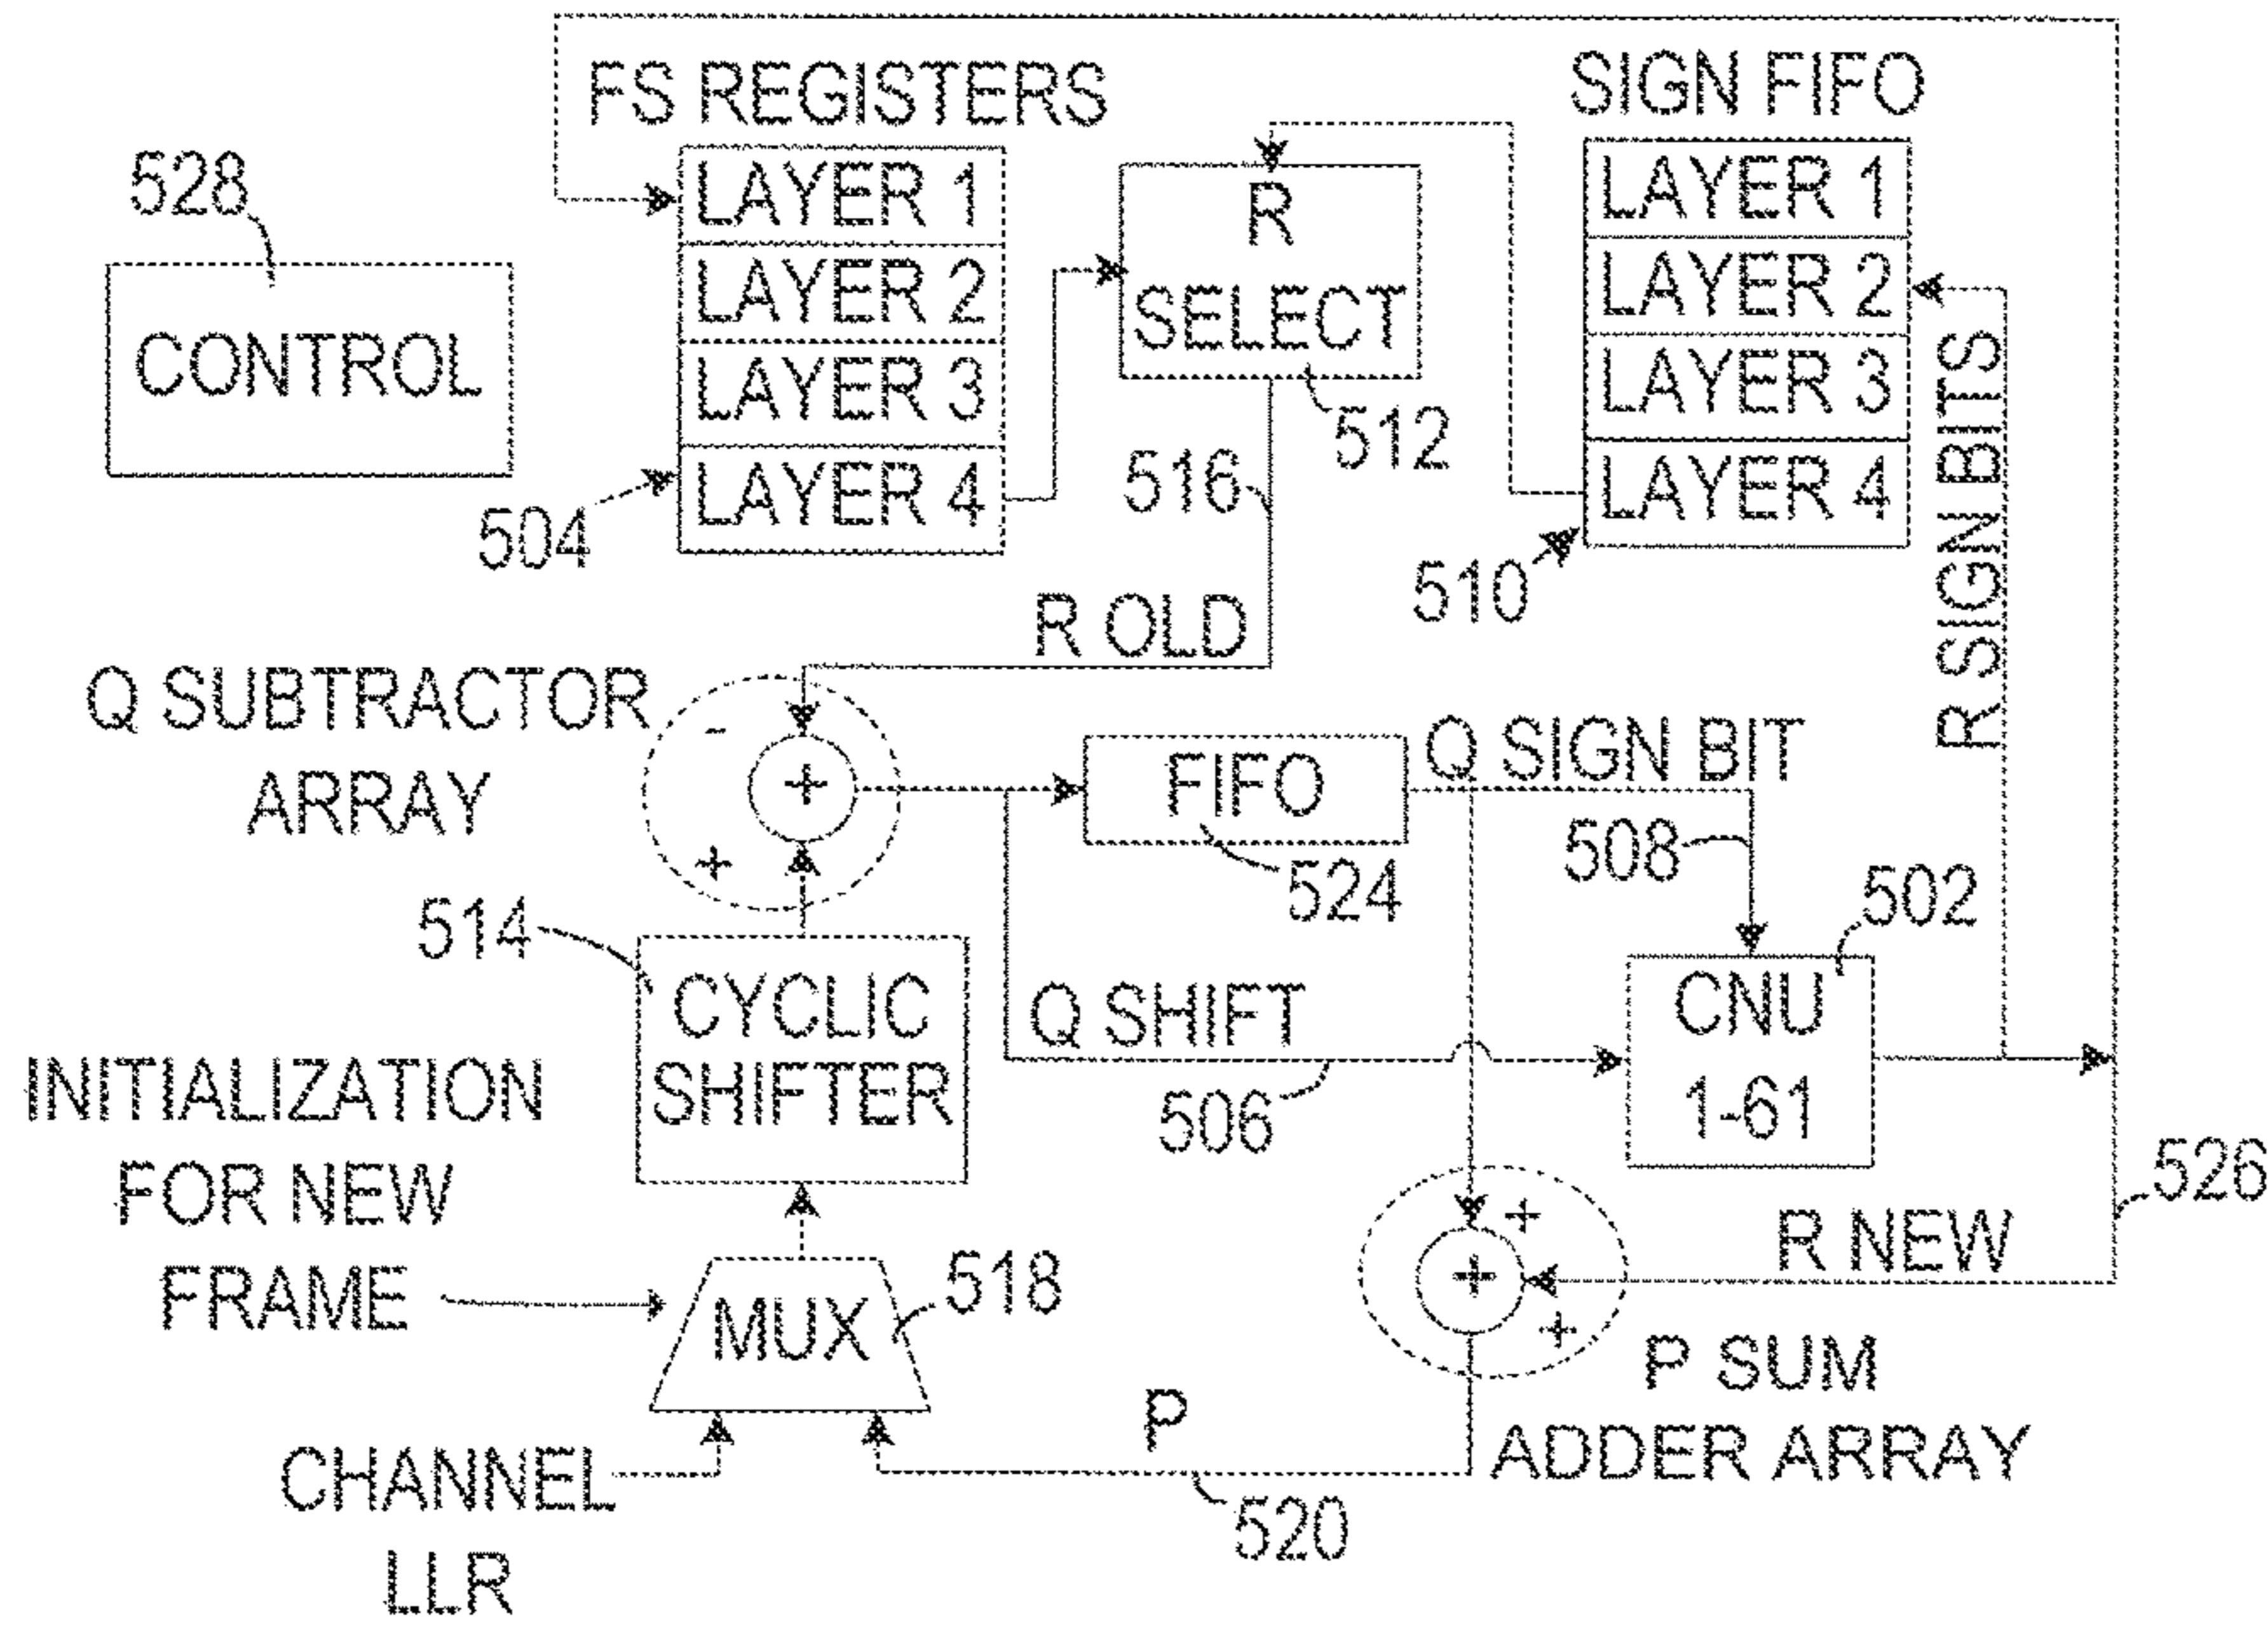 FS REGISTERS
SIGN FIFO
528
CONTROL
LAYER 1
LAYER 2
LAYER 3
LAYER 4
504
R
SELECT
512
516
LAYER 1
LAYER 2
LAYER 3
LAYER 4
510
R SIGN BITS
R OLD
Q SUBTRACTOR
ARRAY
-
+
+
FIFO
524
Q SIGN BIT
508
502
CNU
1-61
514
CYCLIC
SHIFTER
Q SHIFT
506
526
INITIALIZATION
FOR NEW
FRAME
MUX
518
R NEW
+
+
+
P SUM
ADDER ARRAY
P
520
CHANNEL
LLR